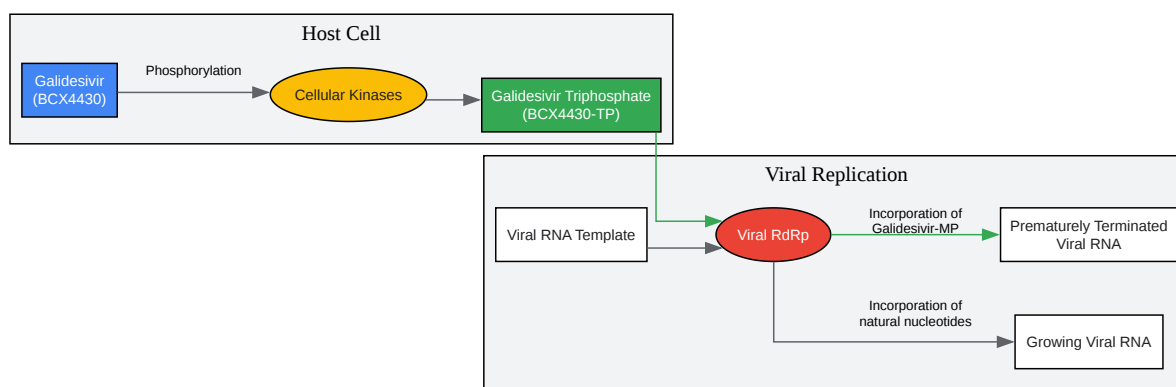 Host Cell
Galidesivir
(BCX4430)
Phosphorylation
Cellular Kinases
Galidesivir Triphosphate
(BCX4430-TP)
Viral Replication
Viral RNA Template
Viral RdRp
Incorporation of
Galidesivir-MP
Prematurely Terminated
Viral RNA
Incorporation of
natural nucleotides
Growing Viral RNA